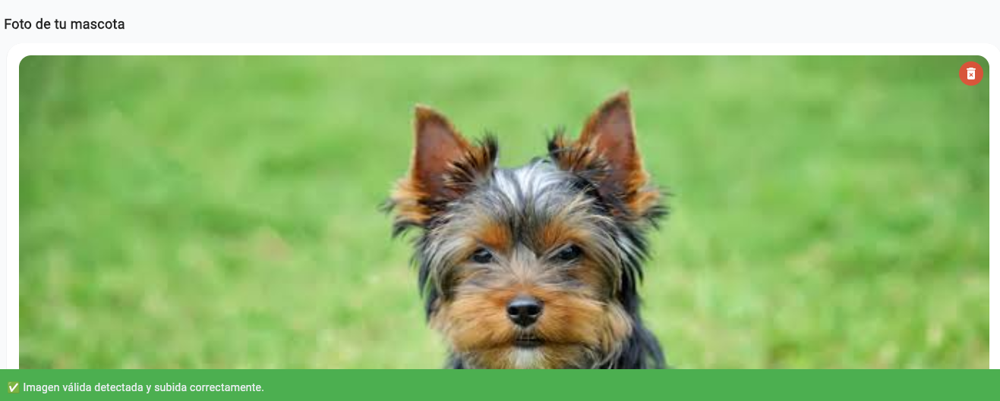 Foto de tu mascota
✅ Imagen válida detectada y subida correctamente.